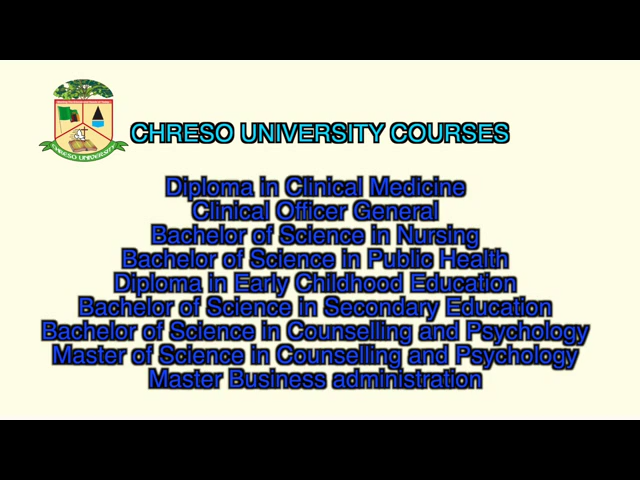 CHRESO UNIVERSITY COURSES
CHRESO UNIVERSITY
Diploma in Clinical Medicine
Clinical Officer General
Bachelor of Science in Nursing
Bachelor of Science in Public Health
Diploma in Early Childhood Education
Bachelor of Science in Secondary Education
Bachelor of Science in Counselling and Psychology
Master of Science in Counselling and Psychology
Master Business administration